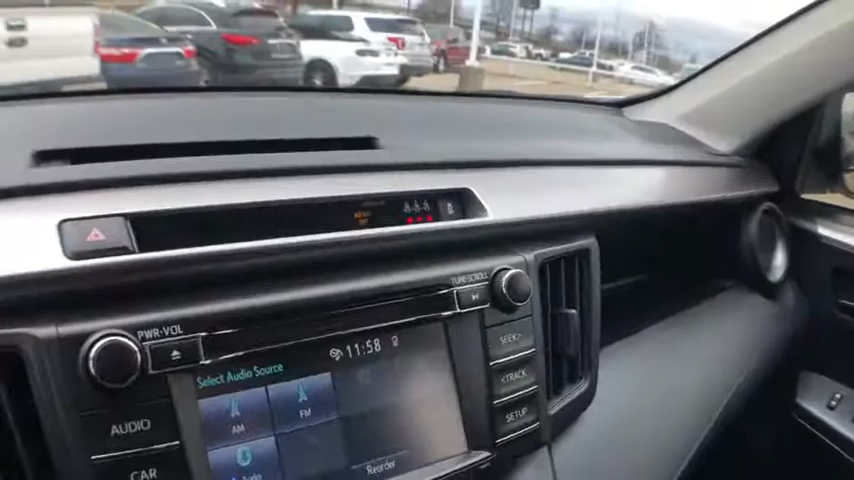 PWR·VOL
TUNE·SCROLL
11:58
Select Audio Source
AM
FM
Reorder
AUDIO
CAR
SEEK>
<TRACK
SETUP